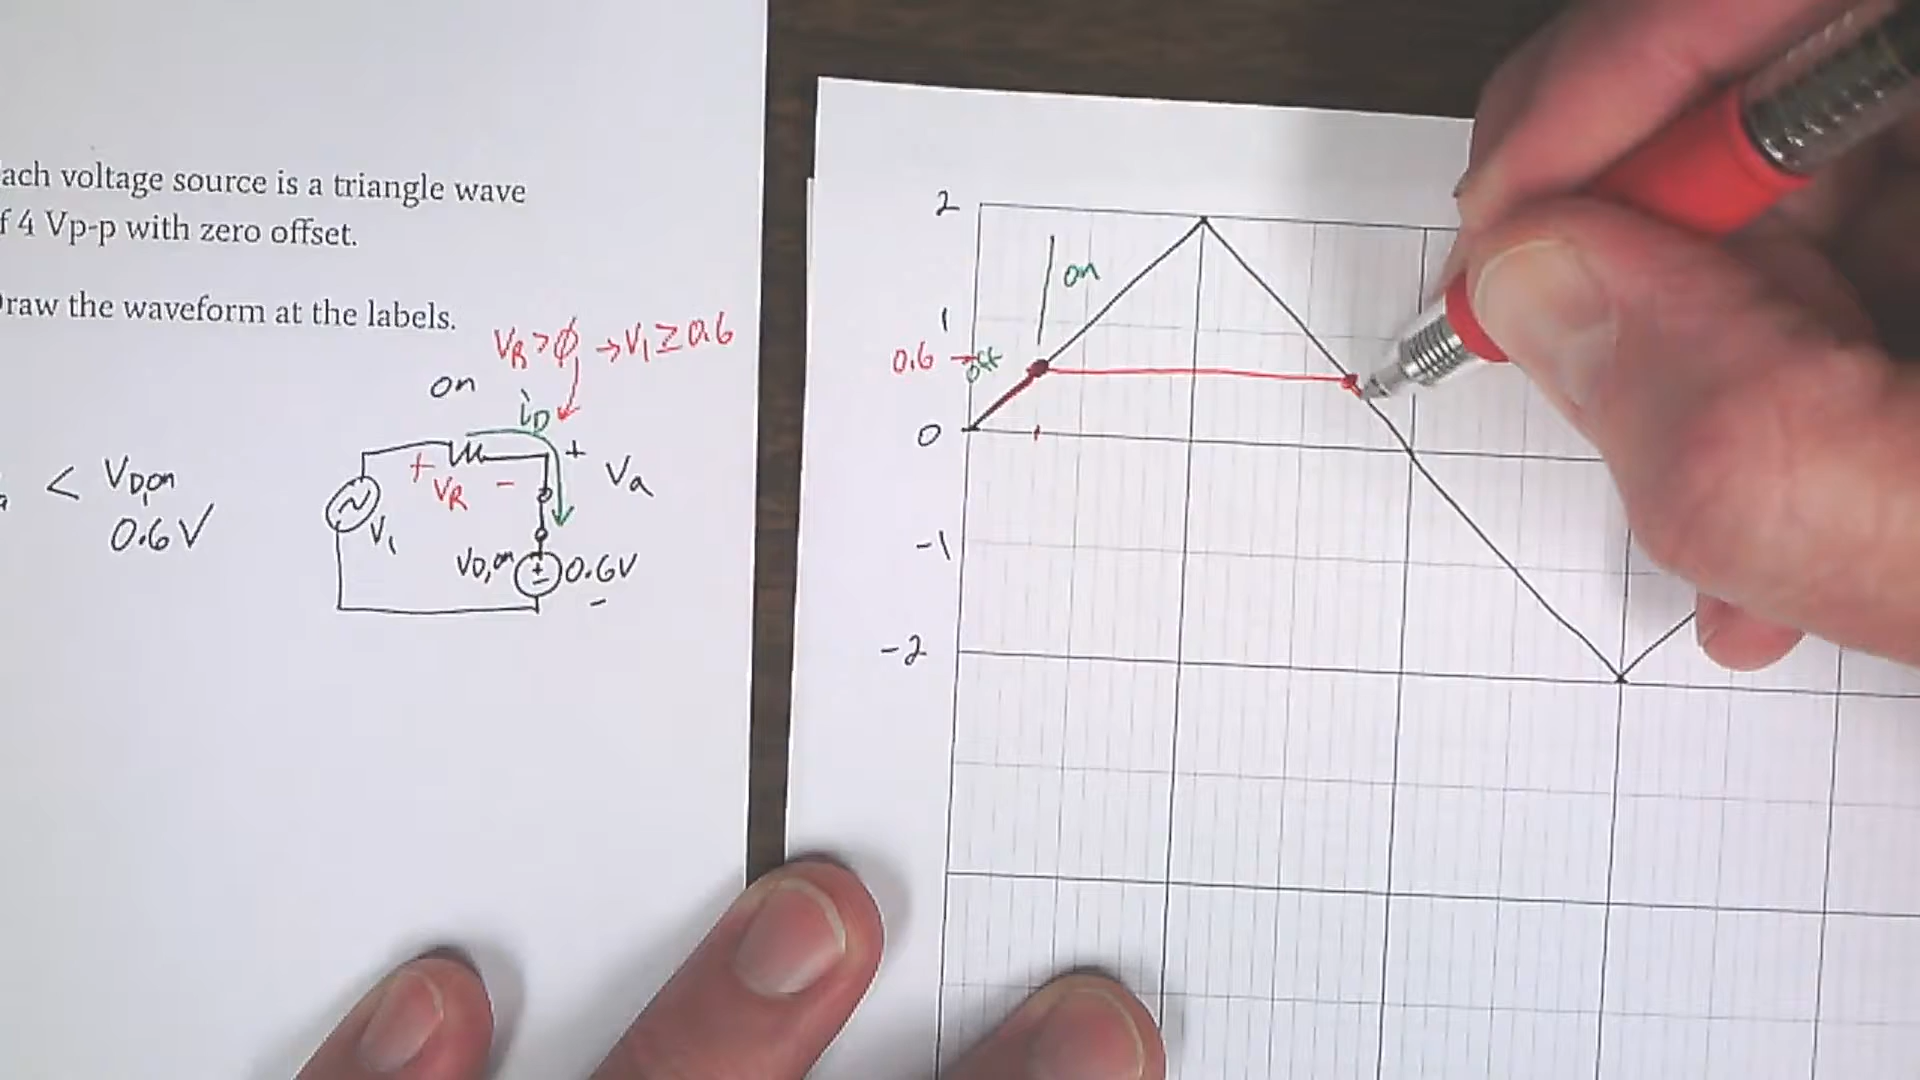 ach voltage source is a triangle wave
f 4 Vp-p with zero offset.
raw the waveform at the labels.
VR > ϕ → V1 ≥ 0.6
on
iD
+ VR -
+
Va
< VD,on
0.6V
V1
VD,on
+
-
0.6V
-
2
on
1
0.6
off
0
-1
-2